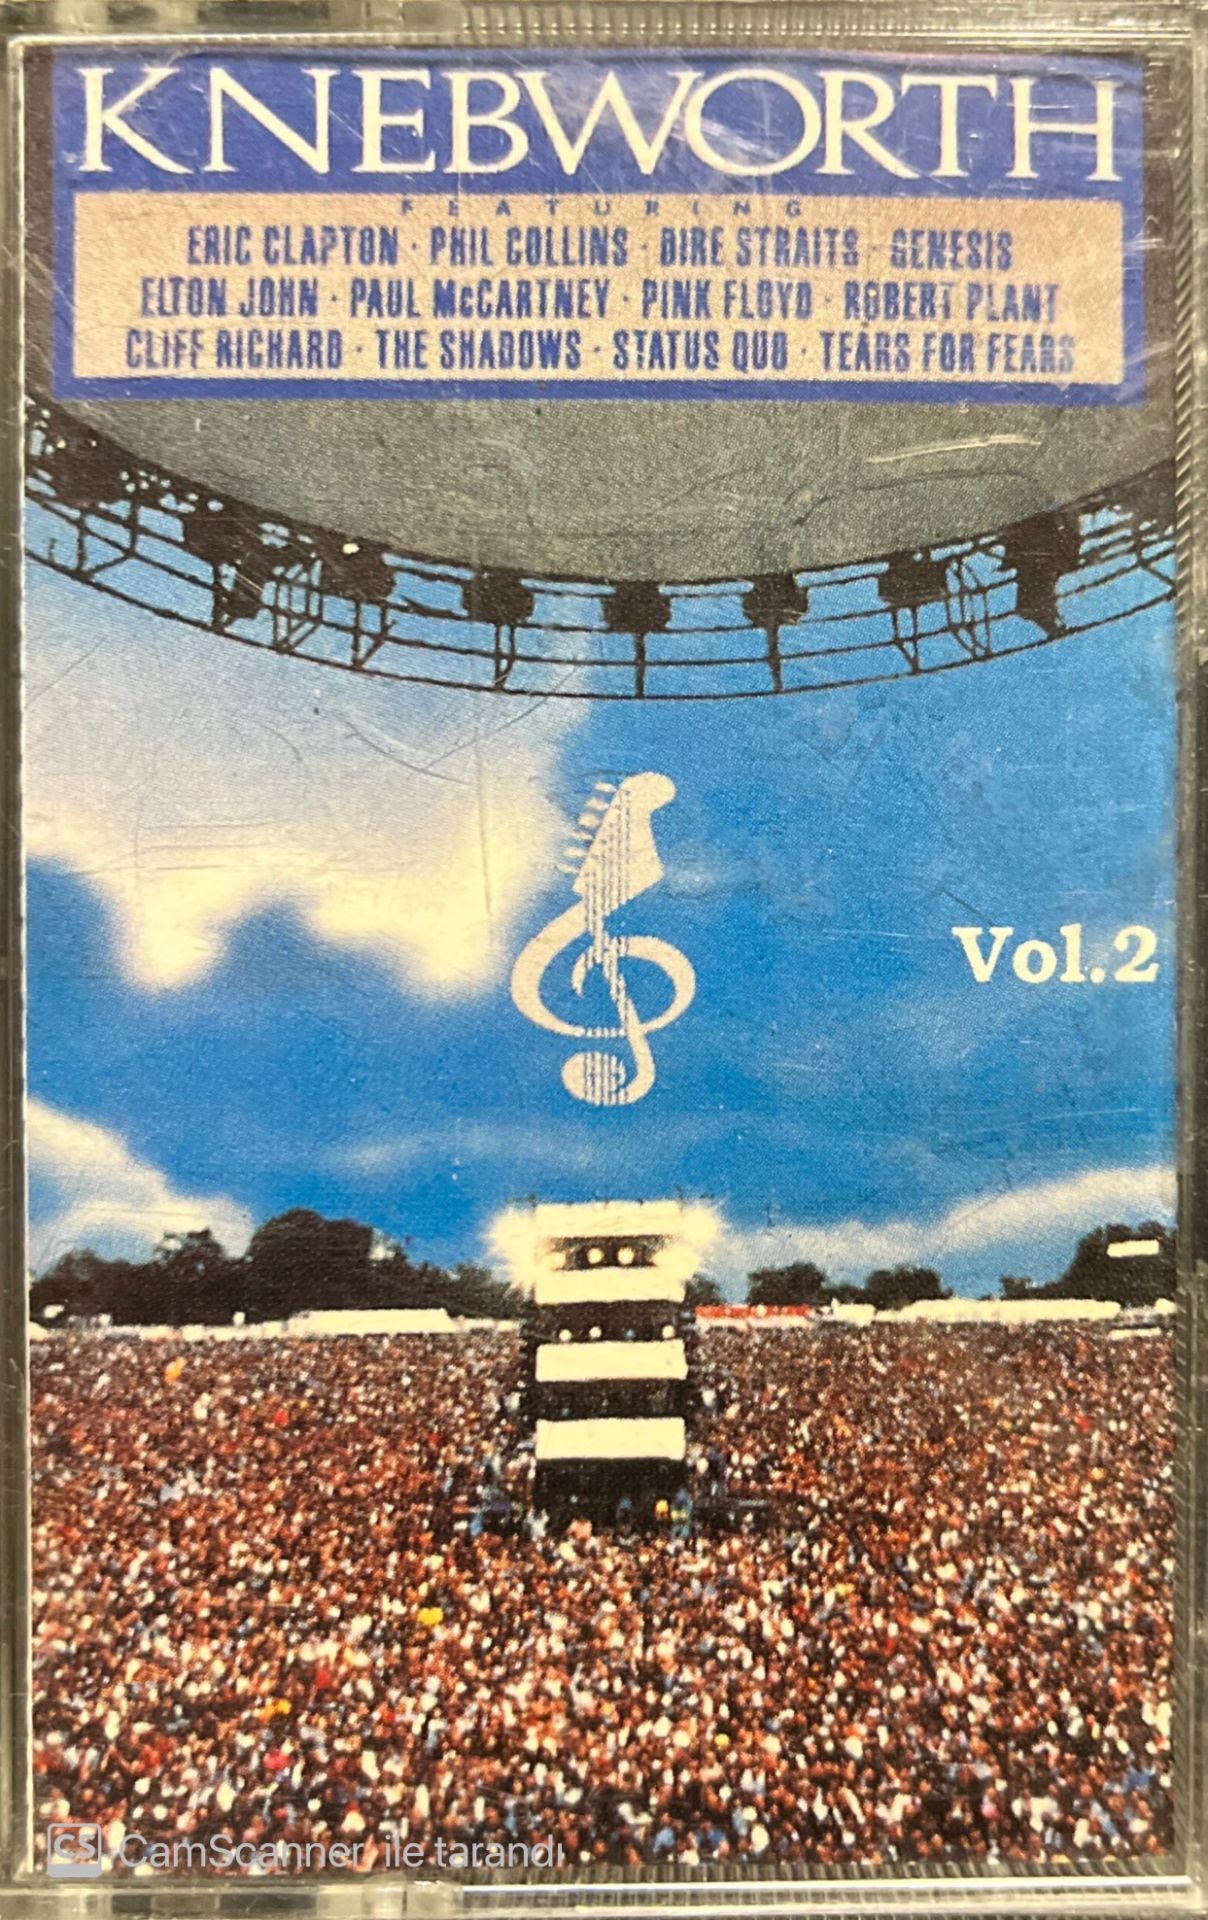 KNEBWORTH
FEATURING
ERIC CLAPTON · PHIL COLLINS · DIRE STRAITS · GENESIS
ELTON JOHN · PAUL McCARTNEY · PINK FLOYD · ROBERT PLANT
CLIFF RICHARD · THE SHADOWS · STATUS QUO · TEARS FOR FEARS
Vol.2
CS CamScanner ile tarandı